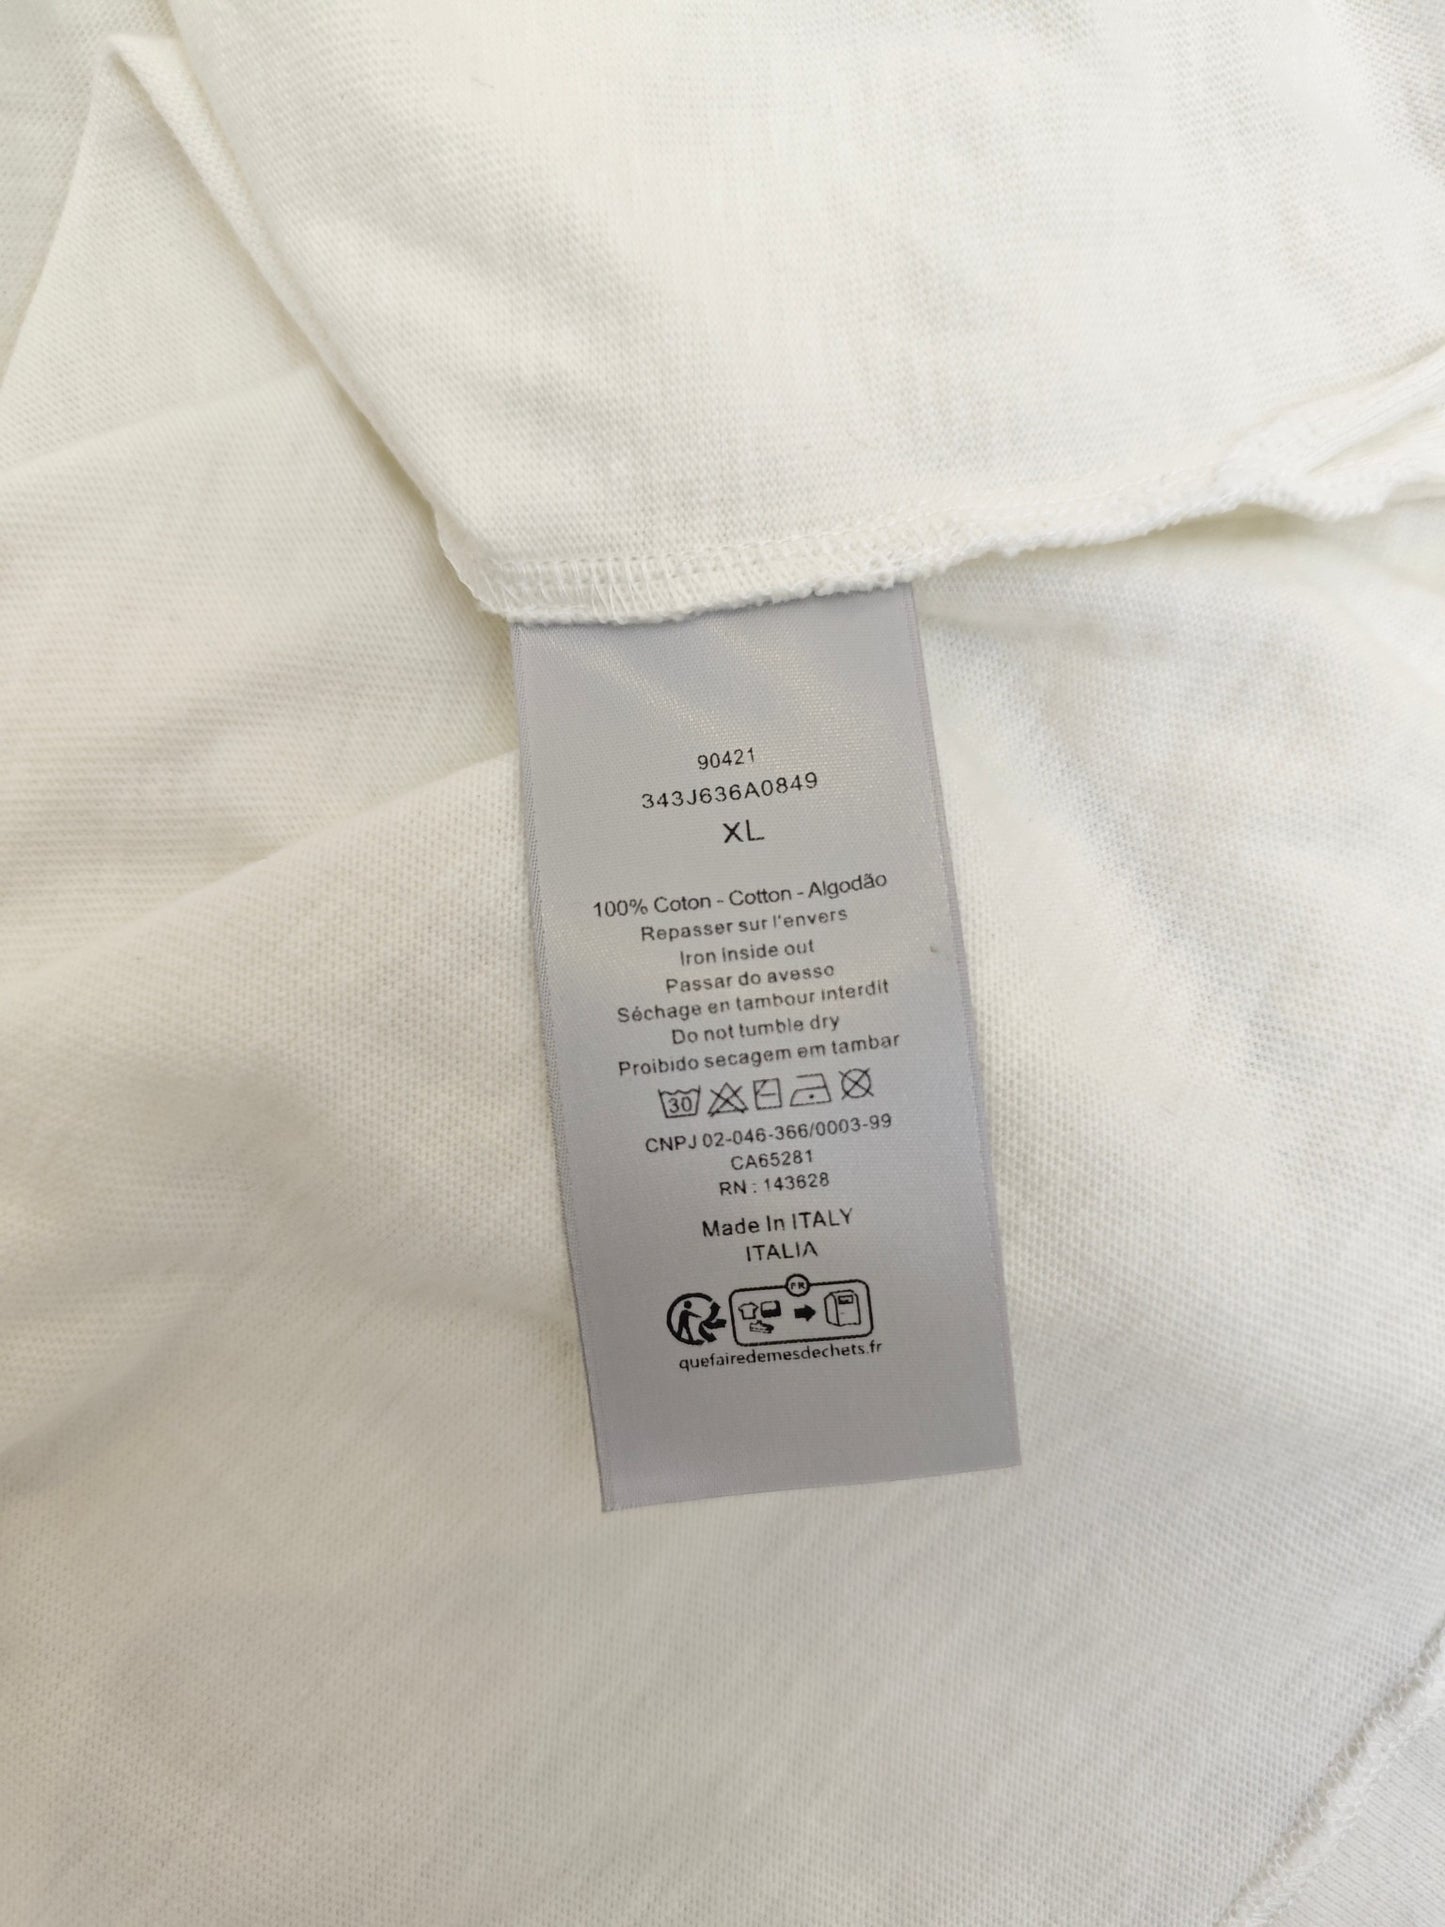 90421
343J636A0849
XL
100% Coton - Cotton - Algodão
Repasser sur l'envers
Iron inside out
Passar do avesso
Séchage en tambour interdit
Do not tumble dry
Proibido secagem em tambar
30
CNPJ 02-046-366/0003-99
CA65281
RN : 143628
Made In ITALY
ITALIA
FR
quefairedemesdechets.fr